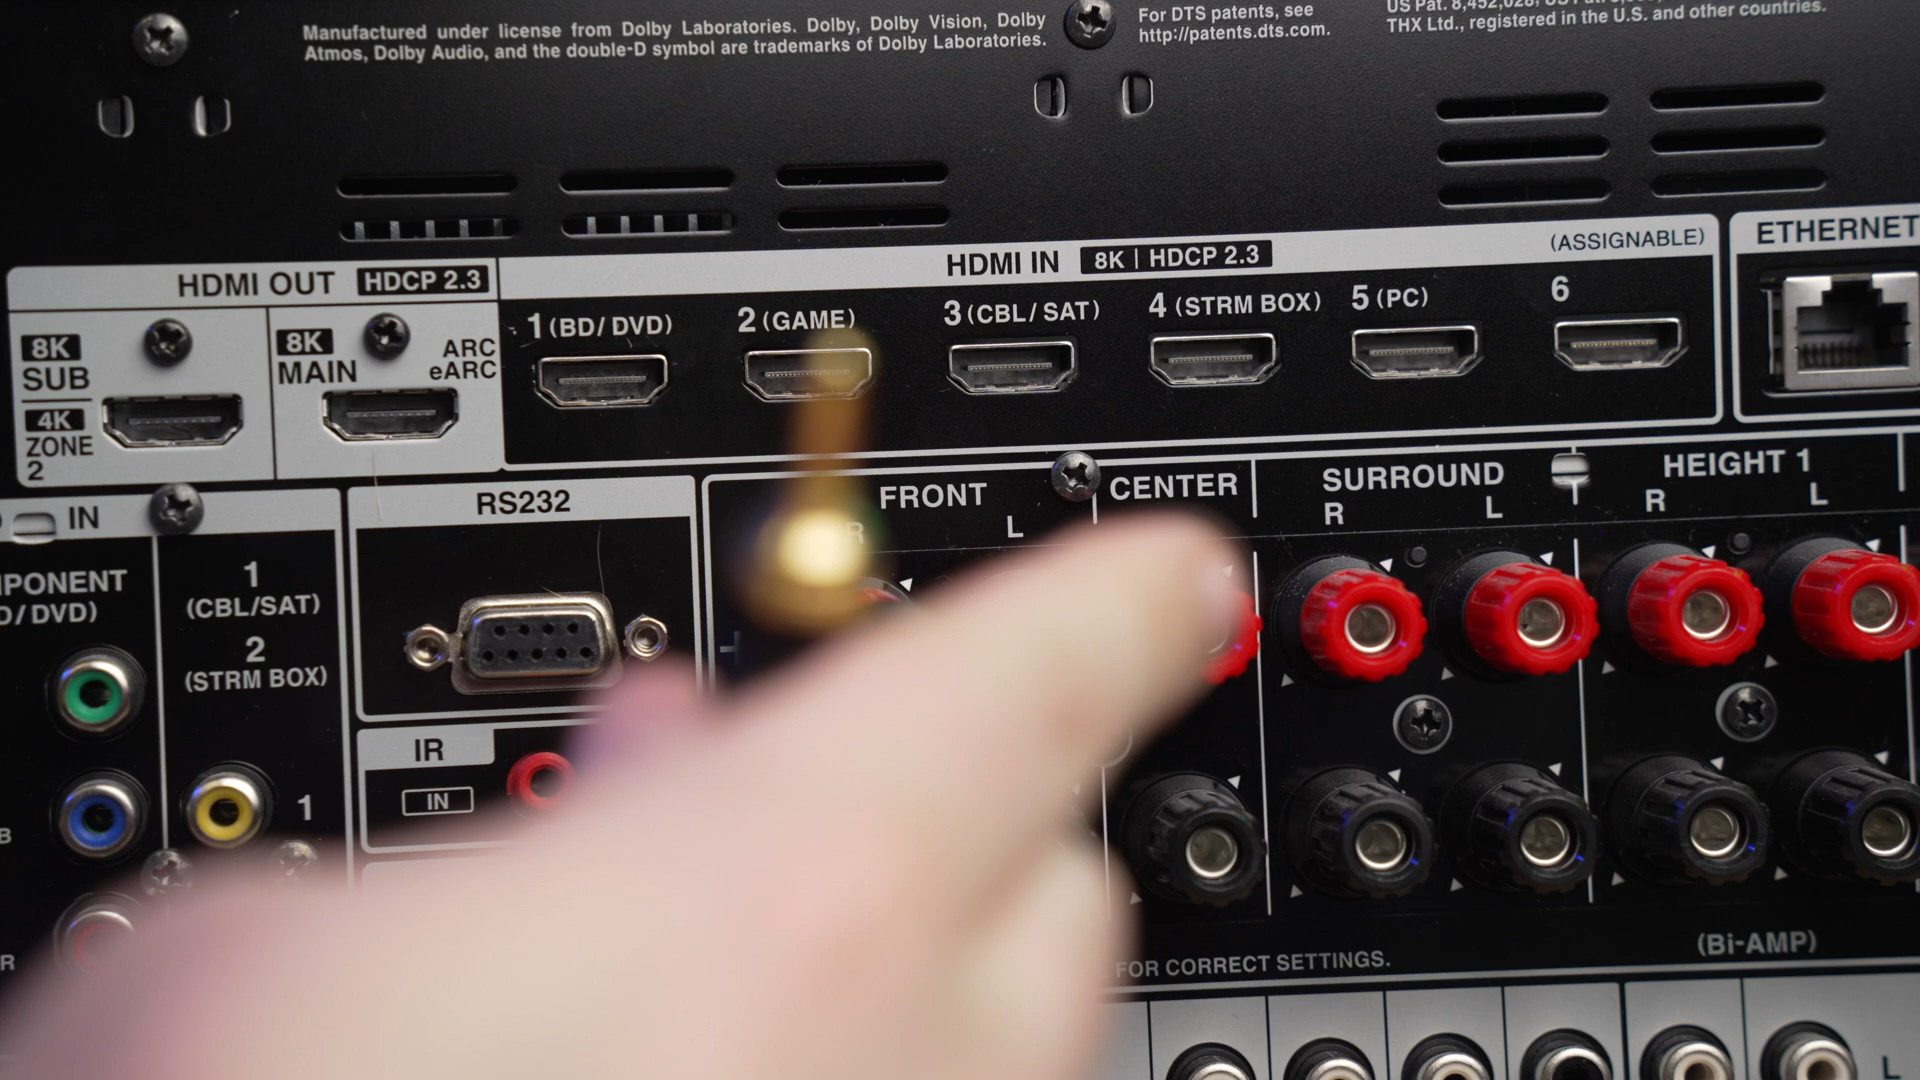 Manufactured under license from Dolby Laboratories. Dolby, Dolby Vision, Dolby
Atmos, Dolby Audio, and the double-D symbol are trademarks of Dolby Laboratories.
For DTS patents, see
http://patents.dts.com.
US Pat.
THX Ltd., registered in the U.S. and other countries.
HDMI OUT HDCP 2.3
HDMI IN 8K | HDCP 2.3
(ASSIGNABLE)
ETHERNET
8K
SUB
4K
ZONE
2
8K
MAIN
ARC
eARC
1 (BD/DVD)
2 (GAME)
3 (CBL/SAT)
4 (STRM BOX)
5 (PC)
6
IN
PONENT
D/DVD)
1
(CBL/SAT)
2
(STRM BOX)
1
B
R
RS232
IR
IN
FRONT
R L
CENTER
SURROUND
R L
HEIGHT 1
R L
FOR CORRECT SETTINGS.
(Bi-AMP)
L